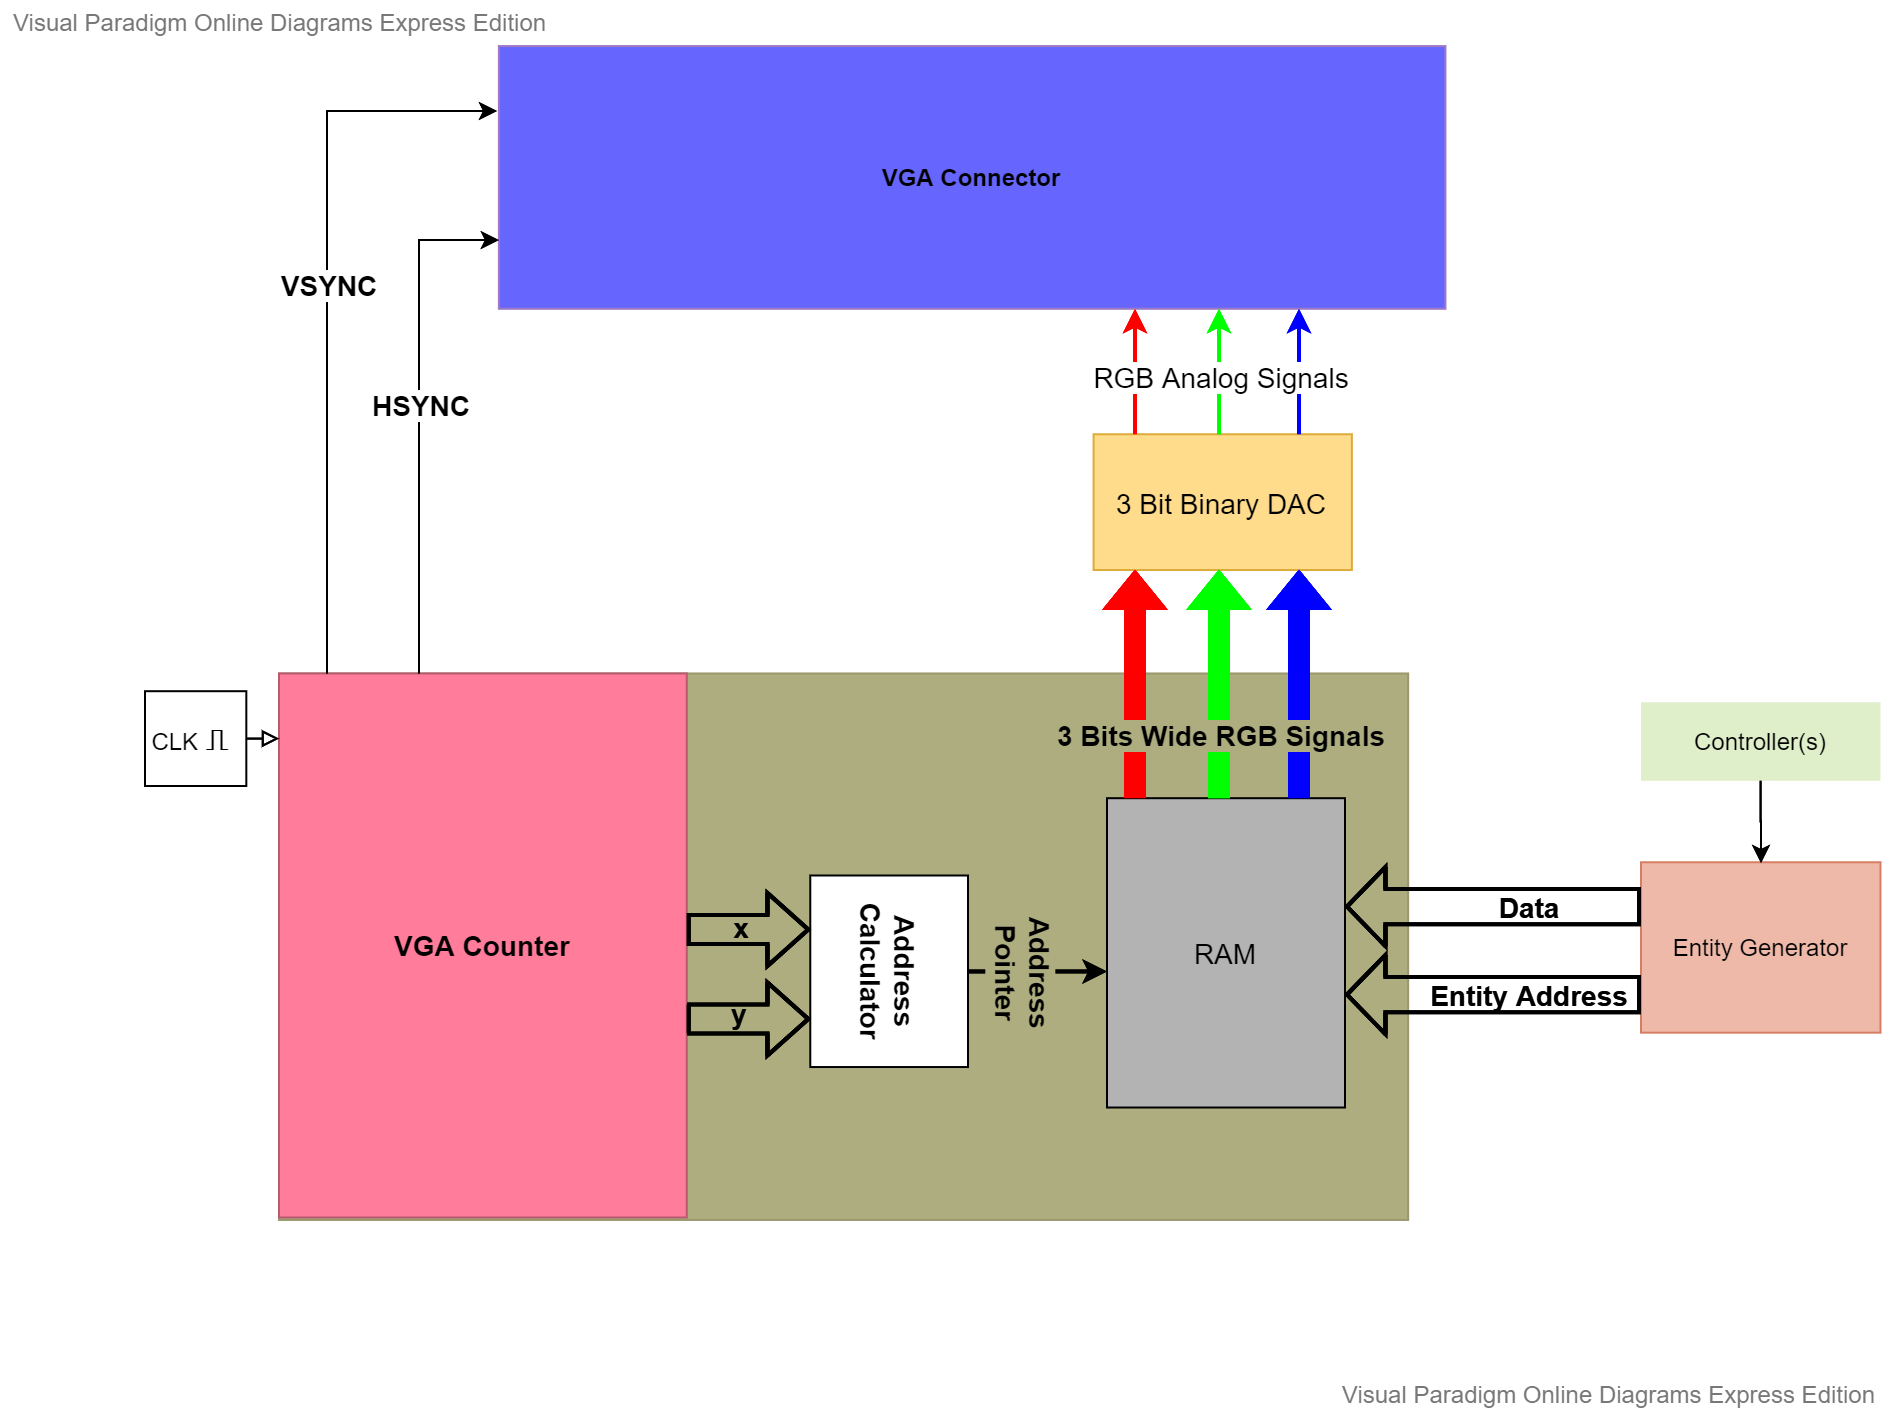 Visual Paradigm Online Diagrams Express Edition
VGA Connector
VSYNC
HSYNC
RGB Analog Signals
3 Bit Binary DAC
CLK
3 Bits Wide RGB Signals
Controller(s)
VGA Counter
x
y
Address
Calculator
Address
Pointer
RAM
Data
Entity Address
Entity Generator
Visual Paradigm Online Diagrams Express Edition